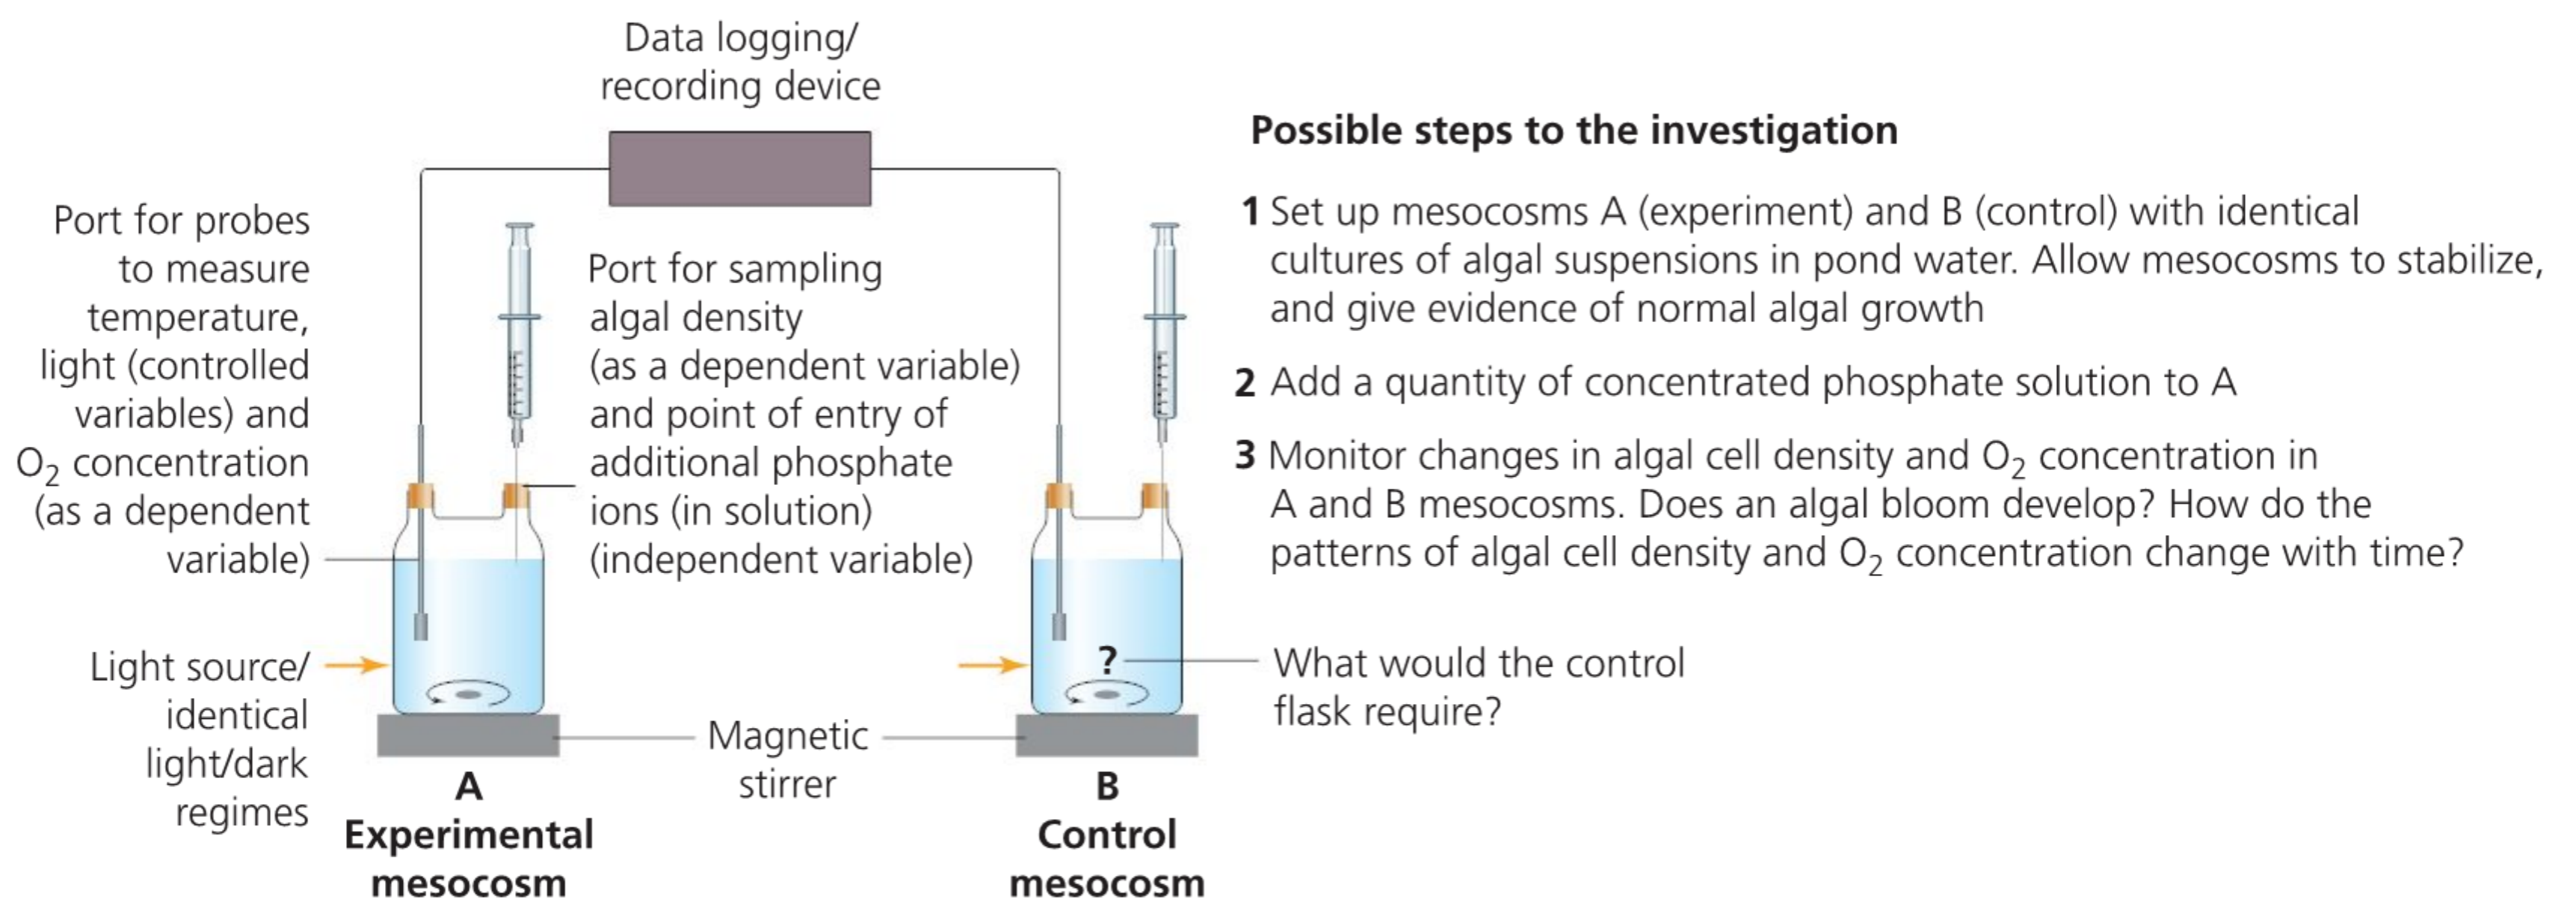 Data logging/
recording device
Port for probes
to measure
temperature,
light (controlled
variables) and
O₂ concentration
(as a dependent
variable)
Port for sampling
algal density
(as a dependent variable)
and point of entry of
additional phosphate
ions (in solution)
(independent variable)
Light source/
identical
light/dark
regimes
Magnetic
stirrer
A
Experimental
mesocosm
?
B
Control
mesocosm
Possible steps to the investigation
1 Set up mesocosms A (experiment) and B (control) with identical
cultures of algal suspensions in pond water. Allow mesocosms to stabilize,
and give evidence of normal algal growth
2 Add a quantity of concentrated phosphate solution to A
3 Monitor changes in algal cell density and O₂ concentration in
A and B mesocosms. Does an algal bloom develop? How do the
patterns of algal cell density and O₂ concentration change with time?
What would the control
flask require?